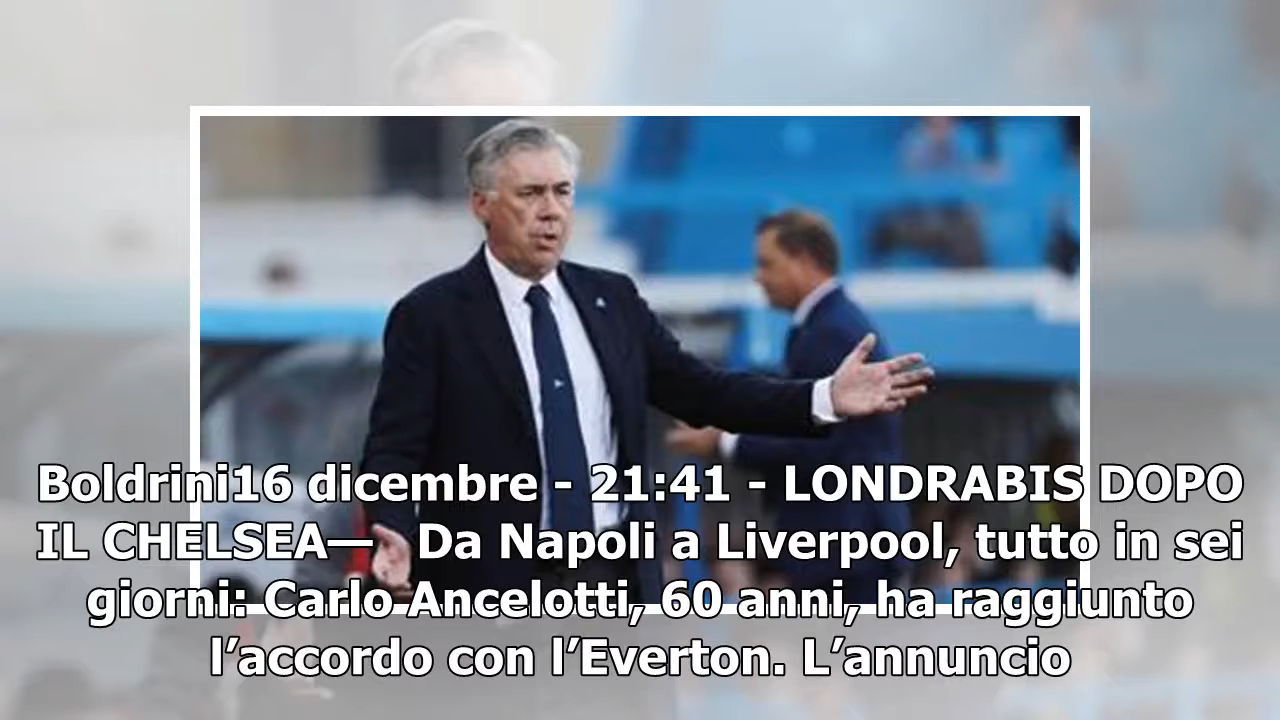 Boldrini16 dicembre - 21:41 - LONDRABIS DOPO
IL CHELSEA— Da Napoli a Liverpool, tutto in sei
giorni: Carlo Ancelotti, 60 anni, ha raggiunto
l’accordo con l’Everton. L’annuncio